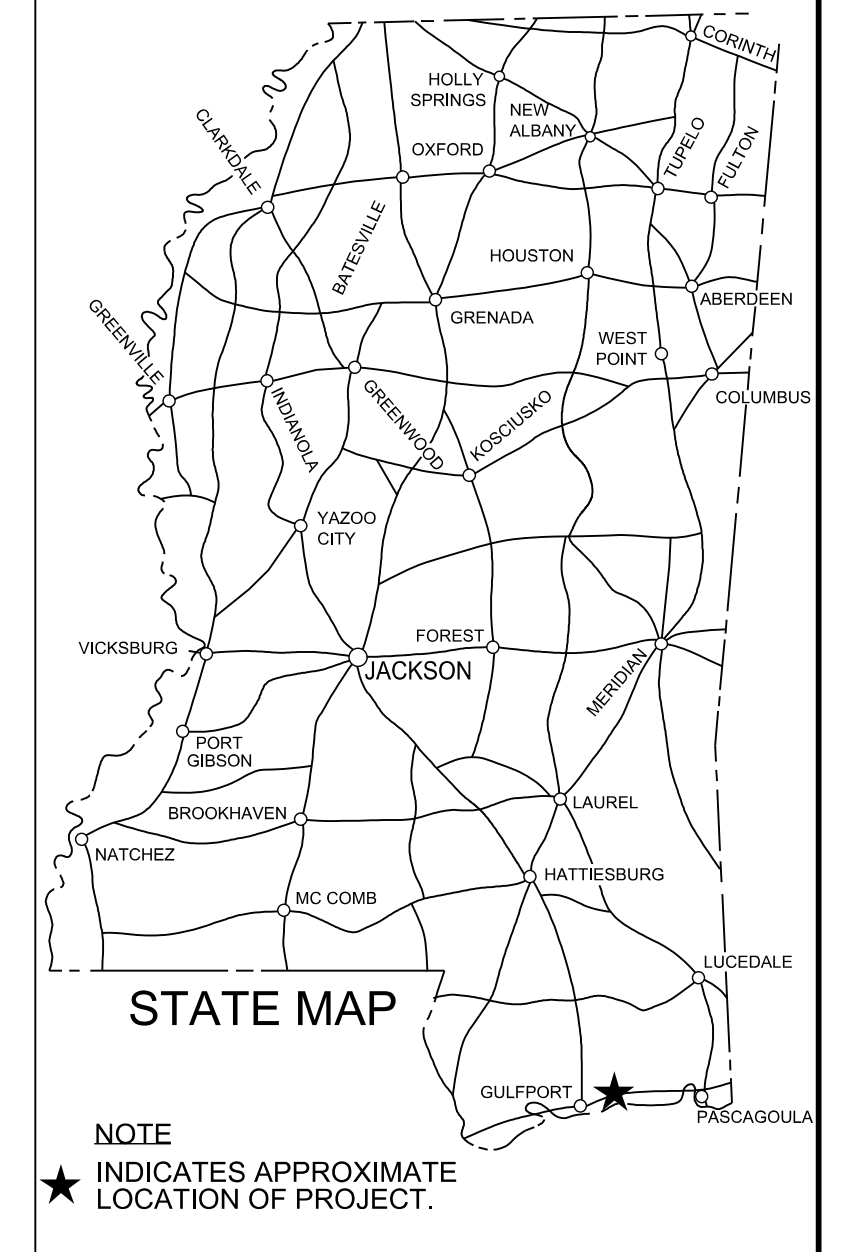 CORINTH
HOLLY
SPRINGS
NEW
ALBANY
CLARKDALE
OXFORD
TUPELO
FULTON
BATESVILLE
HOUSTON
ABERDEEN
GREENVILLE
GRENADA
WEST
POINT
INDIANOLA
GREENWOOD
KOSCIUSKO
COLUMBUS
YAZOO
CITY
VICKSBURG
FOREST
JACKSON
MERIDIAN
PORT
GIBSON
BROOKHAVEN
LAUREL
NATCHEZ
HATTIESBURG
MC COMB
LUCEDALE
STATE MAP
GULFPORT
PASCAGOULA
NOTE
INDICATES APPROXIMATE
LOCATION OF PROJECT.